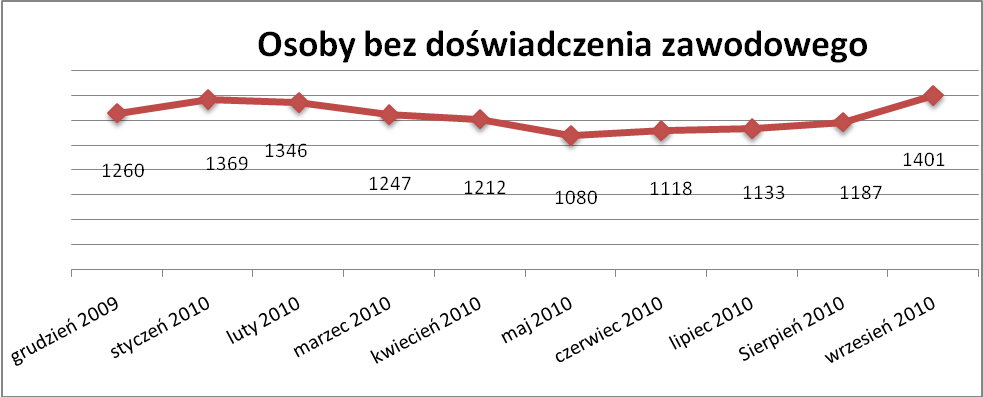 Osoby bez doświadczenia zawodowego
1260
1369
1346
1247
1212
1080
1118
1133
1187
1401
grudzień 2009
styczeń 2010
luty 2010
marzec 2010
kwiecień 2010
maj 2010
czerwiec 2010
lipiec 2010
Sierpień 2010
wrzesień 2010